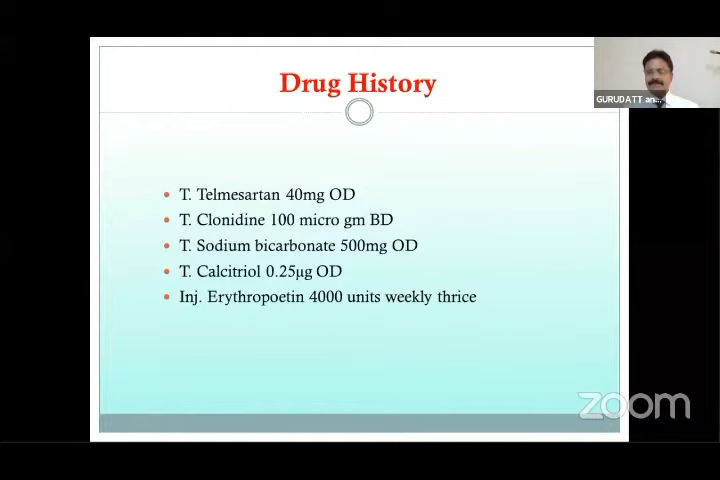 Drug History
GURUDATT an...
• T. Telmesartan 40mg OD
• T. Clonidine 100 micro gm BD
• T. Sodium bicarbonate 500mg OD
• T. Calcitriol 0.25µg OD
• Inj. Erythropoetin 4000 units weekly thrice
zoom